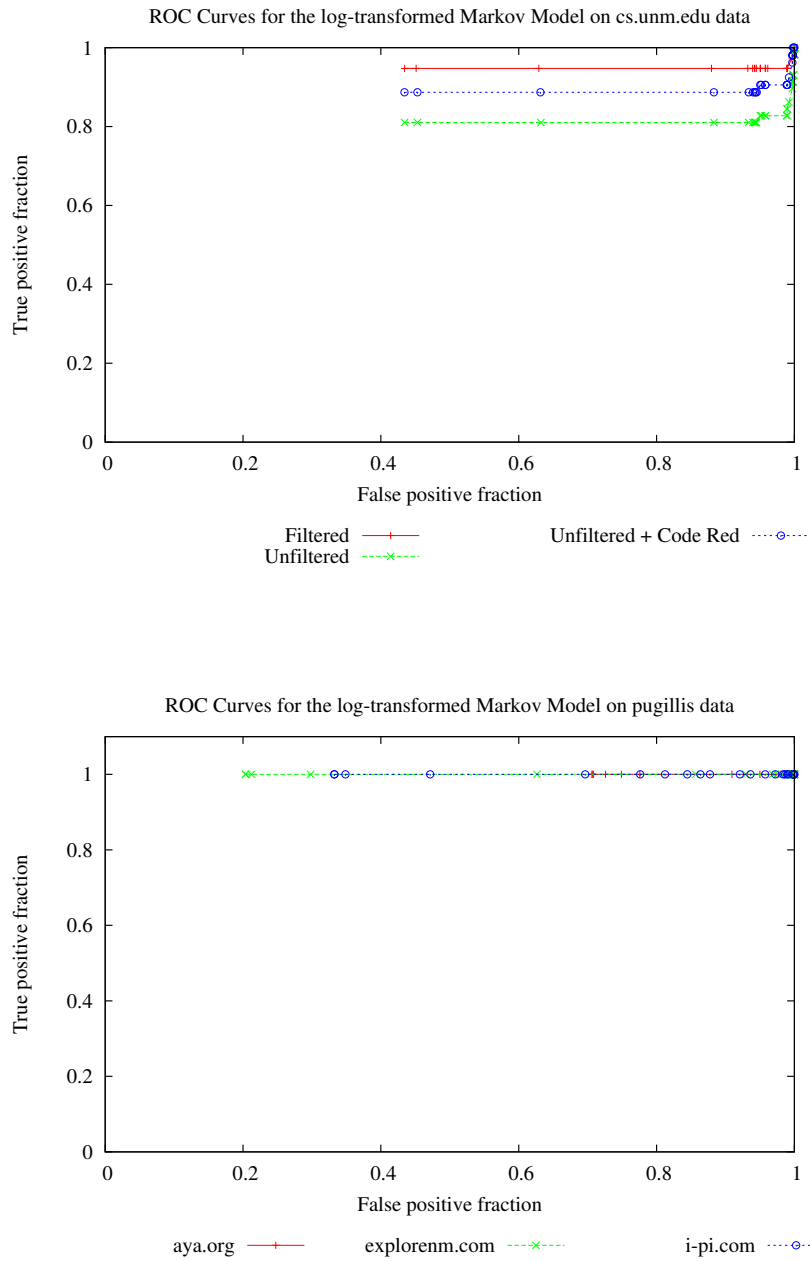 ROC Curves for the log-transformed Markov Model on cs.unm.edu data
1
0.8
0.6
0.4
0.2
0
True positive fraction
0 0.2 0.4 0.6 0.8 1
False positive fraction
Filtered Unfiltered + Code Red
Unfiltered
ROC Curves for the log-transformed Markov Model on pugillis data
1
0.8
0.6
0.4
0.2
0
True positive fraction
0 0.2 0.4 0.6 0.8 1
False positive fraction
aya.org explorenm.com i-pi.com